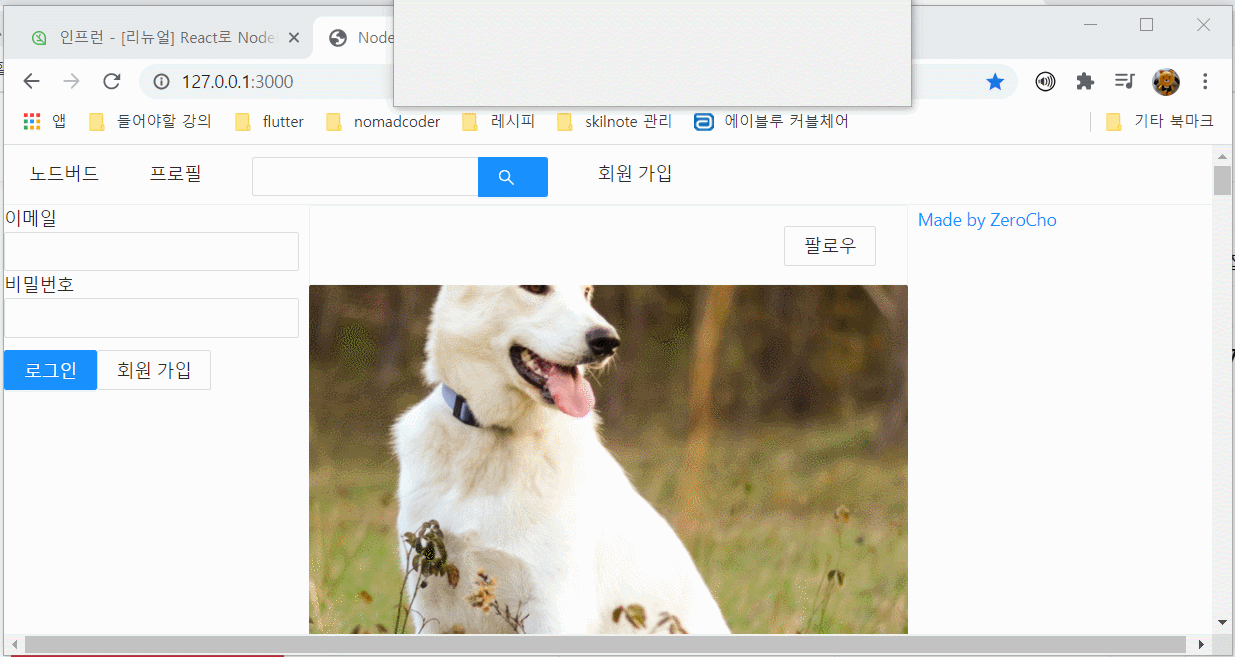 인프런 - [리뉴얼] React로 Node
Node
127.0.0.1:3000
앱 들어야할 강의 flutter nomadcoder 레시피 skilnote 관리 에이블루 커블체어 기타 북마크
노드버드 프로필 회원 가입
이메일
비밀번호
로그인 회원 가입
팔로우
Made by ZeroCho